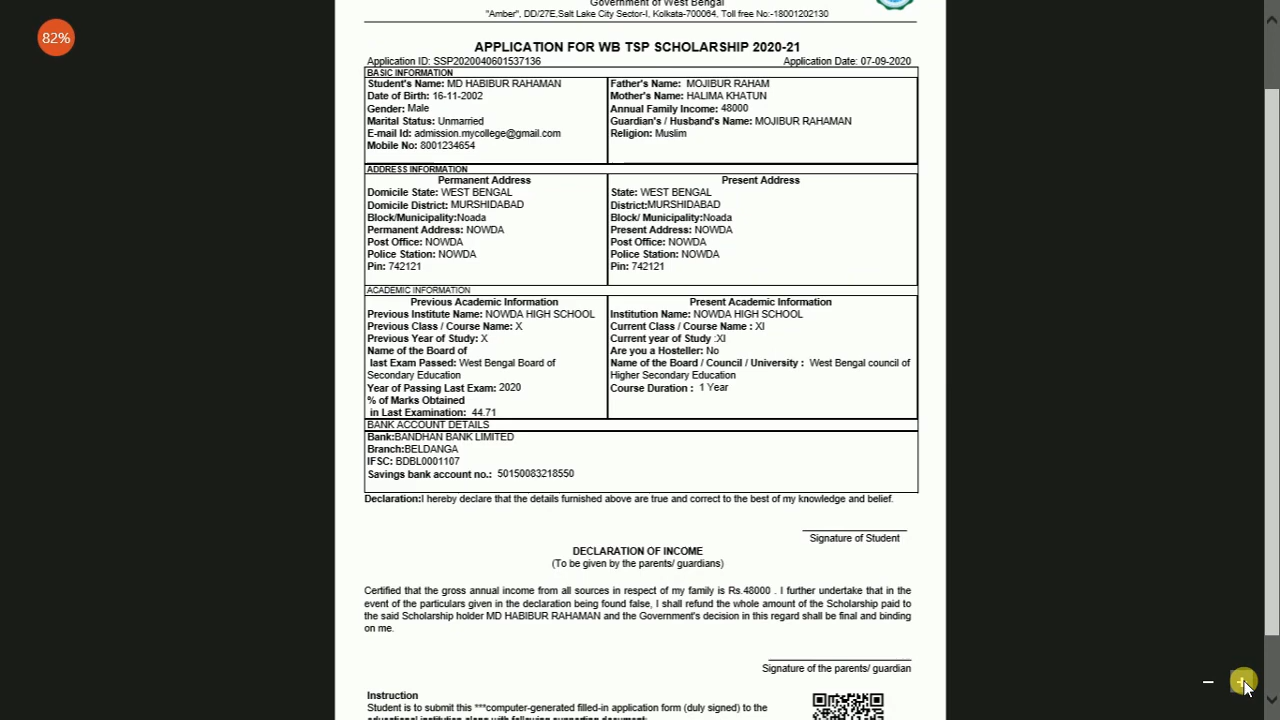 82%
Government of West Bengal
"Amber", DD/27E,Salt Lake City Sector-I, Kolkata-700064, Toll free No:-18001202130
APPLICATION FOR WB TSP SCHOLARSHIP 2020-21
Application ID: SSP2020040601537136
Application Date: 07-09-2020
BASIC INFORMATION
Student's Name: MD HABIBUR RAHAMAN
Date of Birth: 16-11-2002
Gender: Male
Marital Status: Unmarried
E-mail Id: admission.mycollege@gmail.com
Mobile No: 8001234654
Father's Name: MOJIBUR RAHAM
Mother's Name: HALIMA KHATUN
Annual Family Income: 48000
Guardian's / Husband's Name: MOJIBUR RAHAMAN
Religion: Muslim
ADDRESS INFORMATION
Permanent Address
Domicile State: WEST BENGAL
Domicile District: MURSHIDABAD
Block/Municipality:Noada
Permanent Address: NOWDA
Post Office: NOWDA
Police Station: NOWDA
Pin: 742121
Present Address
State: WEST BENGAL
District:MURSHIDABAD
Block/ Municipality:Noada
Present Address: NOWDA
Post Office: NOWDA
Police Station: NOWDA
Pin: 742121
ACADEMIC INFORMATION
Previous Academic Information
Previous Institute Name: NOWDA HIGH SCHOOL
Previous Class / Course Name: X
Previous Year of Study: X
Name of the Board of
last Exam Passed: West Bengal Board of
Secondary Education
Year of Passing Last Exam: 2020
% of Marks Obtained
in Last Examination: 44.71
Present Academic Information
Institution Name: NOWDA HIGH SCHOOL
Current Class / Course Name : XI
Current year of Study :XI
Are you a Hosteller: No
Name of the Board / Council / University : West Bengal council of
Higher Secondary Education
Course Duration : 1 Year
BANK ACCOUNT DETAILS
Bank:BANDHAN BANK LIMITED
Branch:BELDANGA
IFSC: BDBL0001107
Savings bank account no.: 50150083218550
Declaration:I hereby declare that the details furnished above are true and correct to the best of my knowledge and belief.
Signature of Student
DECLARATION OF INCOME
(To be given by the parents/ guardians)
Certified that the gross annual income from all sources in respect of my family is Rs.48000 . I further undertake that in the
event of the particulars given in the declaration being found false, I shall refund the whole amount of the Scholarship paid to
the said Scholarship holder MD HABIBUR RAHAMAN and the Government's decision in this regard shall be final and binding
on me.
Signature of the parents/ guardian
Instruction
Student is to submit this ***computer-generated filled-in application form (duly signed) to the
educational institution along with following supporting document: